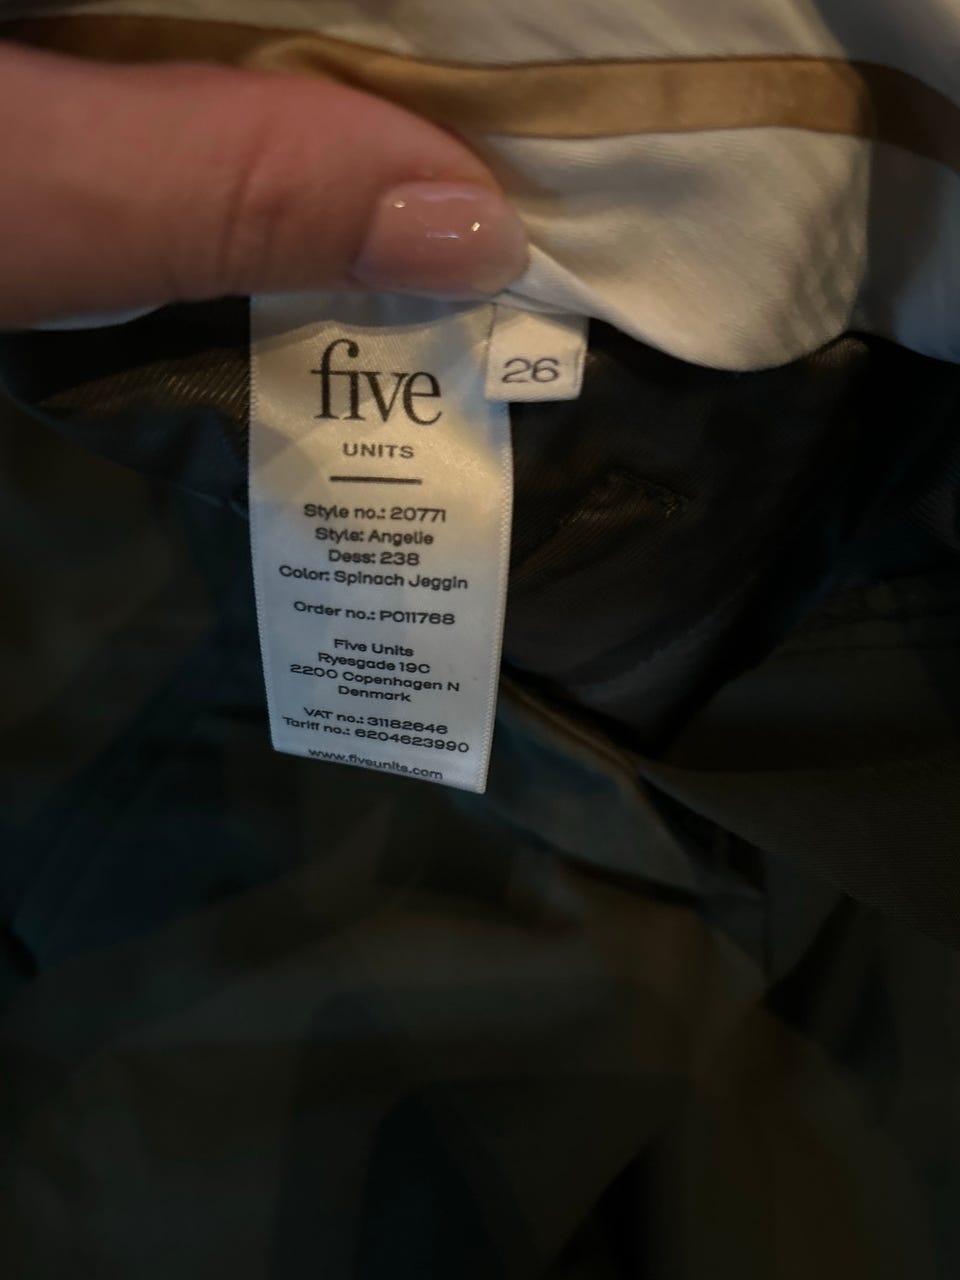 five
UNITS
26
Style no.: 20771
Style: Angelie
Dess: 238
Color: Spinach Jeggin
Order no.: PO11768
Five Units
Ryesgade 19C
2200 Copenhagen N
Denmark
VAT no.: 31182646
Tariff no.: 6204623990
www.fiveunits.com